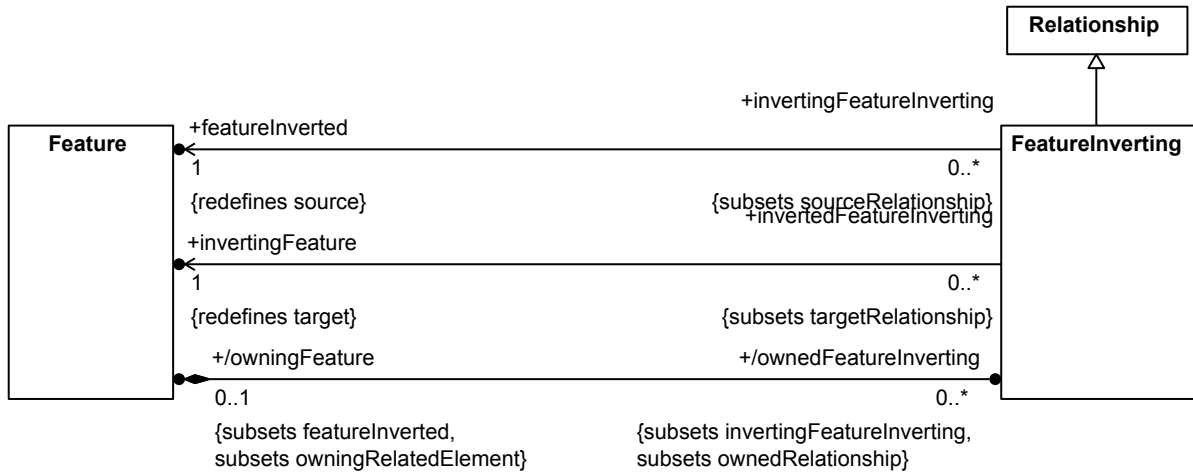 Relationship
+invertingFeatureInverting
+featureInverted
Feature
FeatureInverting
1
0..*
{redefines source}
{subsets sourceRelationship}
+invertedFeatureInverting
+invertingFeature
1
0..*
{redefines target}
{subsets targetRelationship}
+/owningFeature
+/ownedFeatureInverting
0..1
0..*
{subsets featureInverted,
subsets owningRelatedElement}
{subsets invertingFeatureInverting,
subsets ownedRelationship}